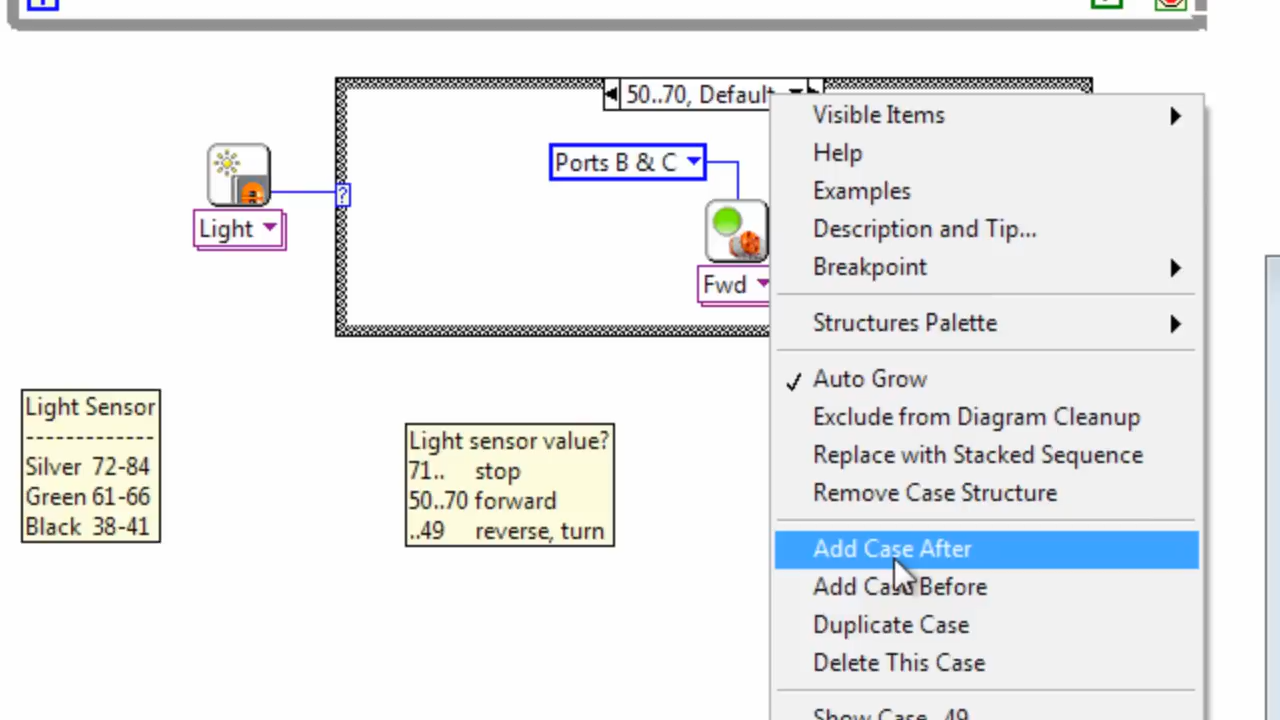 50..70, Default
?
Ports B & C
Light
Fwd
Visible Items
Help
Examples
Description and Tip...
Breakpoint
Structures Palette
Auto Grow
Exclude from Diagram Cleanup
Replace with Stacked Sequence
Remove Case Structure
Add Case After
Add Case Before
Duplicate Case
Delete This Case
Show Case ..49
Light Sensor
-------------
Silver 72-84
Green 61-66
Black 38-41
Light sensor value?
71.. stop
50..70 forward
..49 reverse, turn